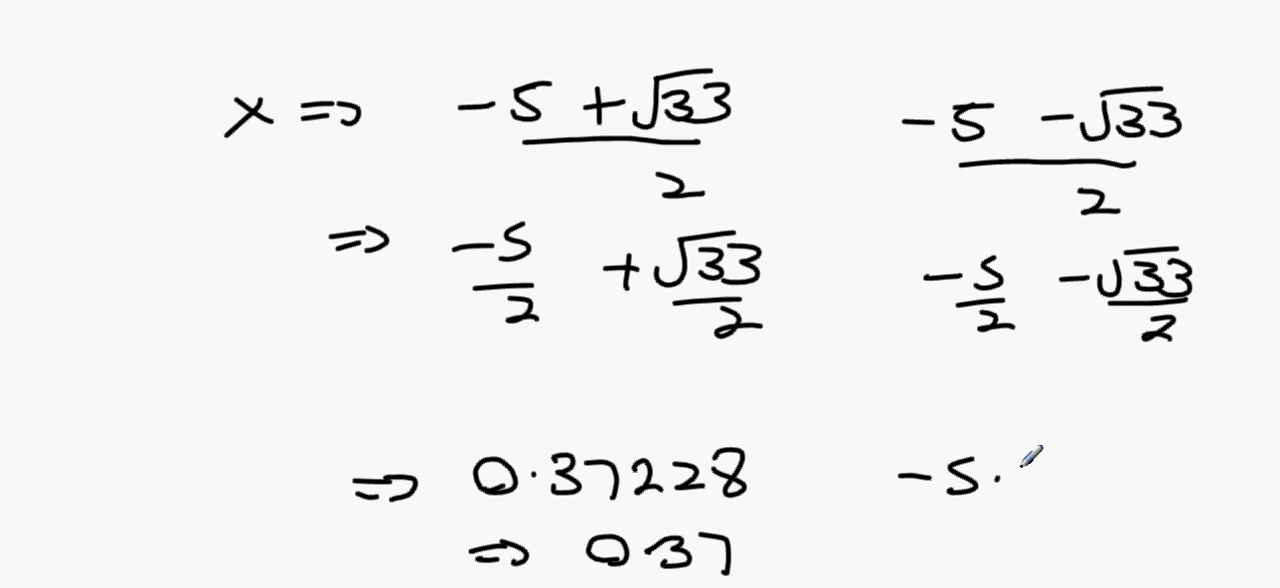 x ⇒ -5 + √33 / 2    -5 - √33 / 2
⇒ -5/2 + √33/2    -5/2 - √33/2
⇒ 0.37228    -5.
⇒ 0.37